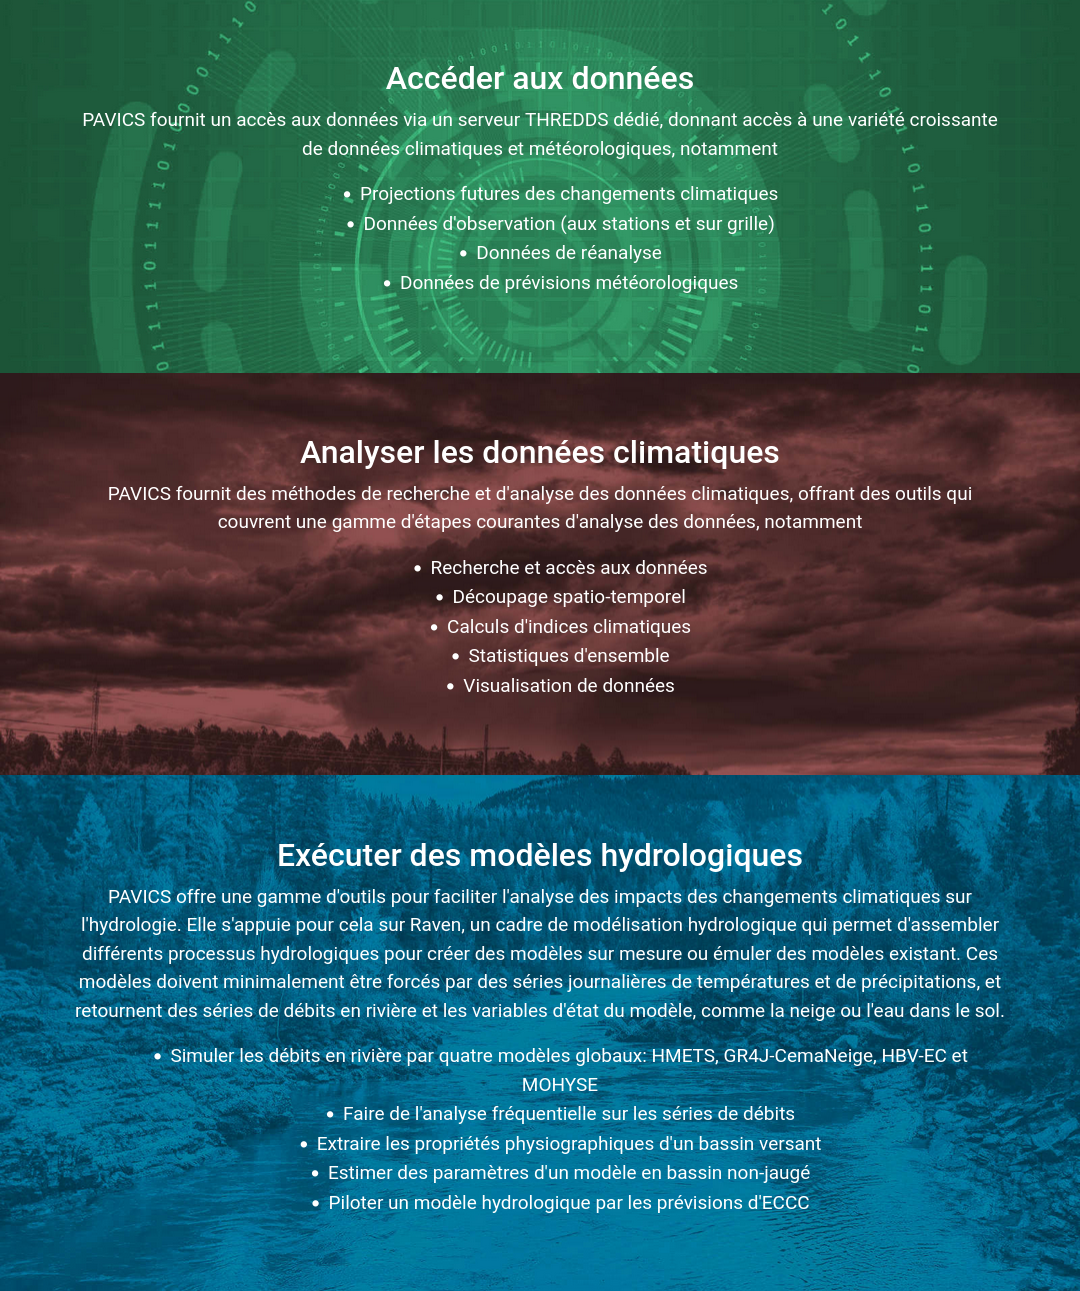 Accéder aux données
PAVICS fournit un accès aux données via un serveur THREDDS dédié, donnant accès à une variété croissante
de données climatiques et météorologiques, notamment
• Projections futures des changements climatiques
• Données d'observation (aux stations et sur grille)
• Données de réanalyse
• Données de prévisions météorologiques
Analyser les données climatiques
PAVICS fournit des méthodes de recherche et d'analyse des données climatiques, offrant des outils qui
couvrent une gamme d'étapes courantes d'analyse des données, notamment
• Recherche et accès aux données
• Découpage spatio-temporel
• Calculs d'indices climatiques
• Statistiques d'ensemble
• Visualisation de données
Exécuter des modèles hydrologiques
PAVICS offre une gamme d'outils pour faciliter l'analyse des impacts des changements climatiques sur
l'hydrologie. Elle s'appuie pour cela sur Raven, un cadre de modélisation hydrologique qui permet d'assembler
différents processus hydrologiques pour créer des modèles sur mesure ou émuler des modèles existant. Ces
modèles doivent minimalement être forcés par des séries journalières de températures et de précipitations, et
retournent des séries de débits en rivière et les variables d'état du modèle, comme la neige ou l'eau dans le sol.
• Simuler les débits en rivière par quatre modèles globaux: HMETS, GR4J-CemaNeige, HBV-EC et
MOHYSE
• Faire de l'analyse fréquentielle sur les séries de débits
• Extraire les propriétés physiographiques d'un bassin versant
• Estimer des paramètres d'un modèle en bassin non-jaugé
• Piloter un modèle hydrologique par les prévisions d'ECCC